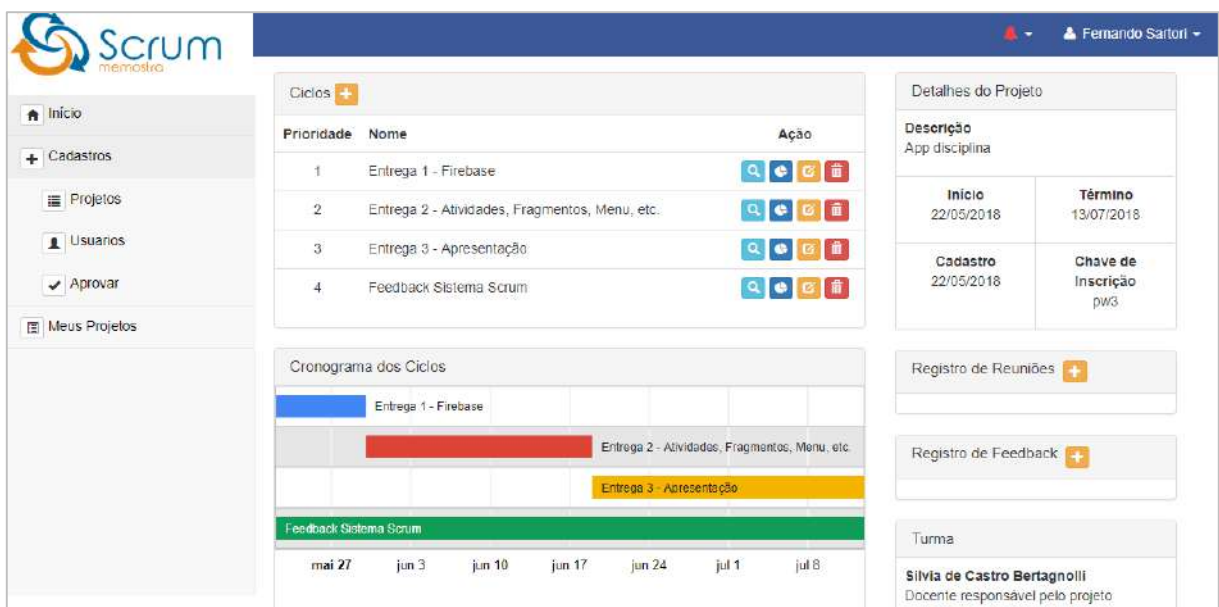 Scrum
memostra
Fernando Sartori
Início
Cadastros
Projetos
Usuarios
Aprovar
Meus Projetos
Ciclos
Prioridade Nome Ação
1 Entrega 1 - Firebase
2 Entrega 2 - Atividades, Fragmentos, Menu, etc.
3 Entrega 3 - Apresentação
4 Feedback Sistema Scrum
Cronograma dos Ciclos
Entrega 1 - Firebase
Entrega 2 - Atividades, Fragmentos, Menu, etc.
Entrega 3 - Apresentação
Feedback Sistema Scrum
mai 27 jun 3 jun 10 jun 17 jun 24 jul 1 jul 8
Detalhes do Projeto
Descrição
App disciplina
Início Término
22/05/2018 13/07/2018
Cadastro Chave de
22/05/2018 Inscrição
pw3
Registro de Reuniões
Registro de Feedback
Turma
Silvia de Castro Bertagnolli
Docente responsável pelo projeto